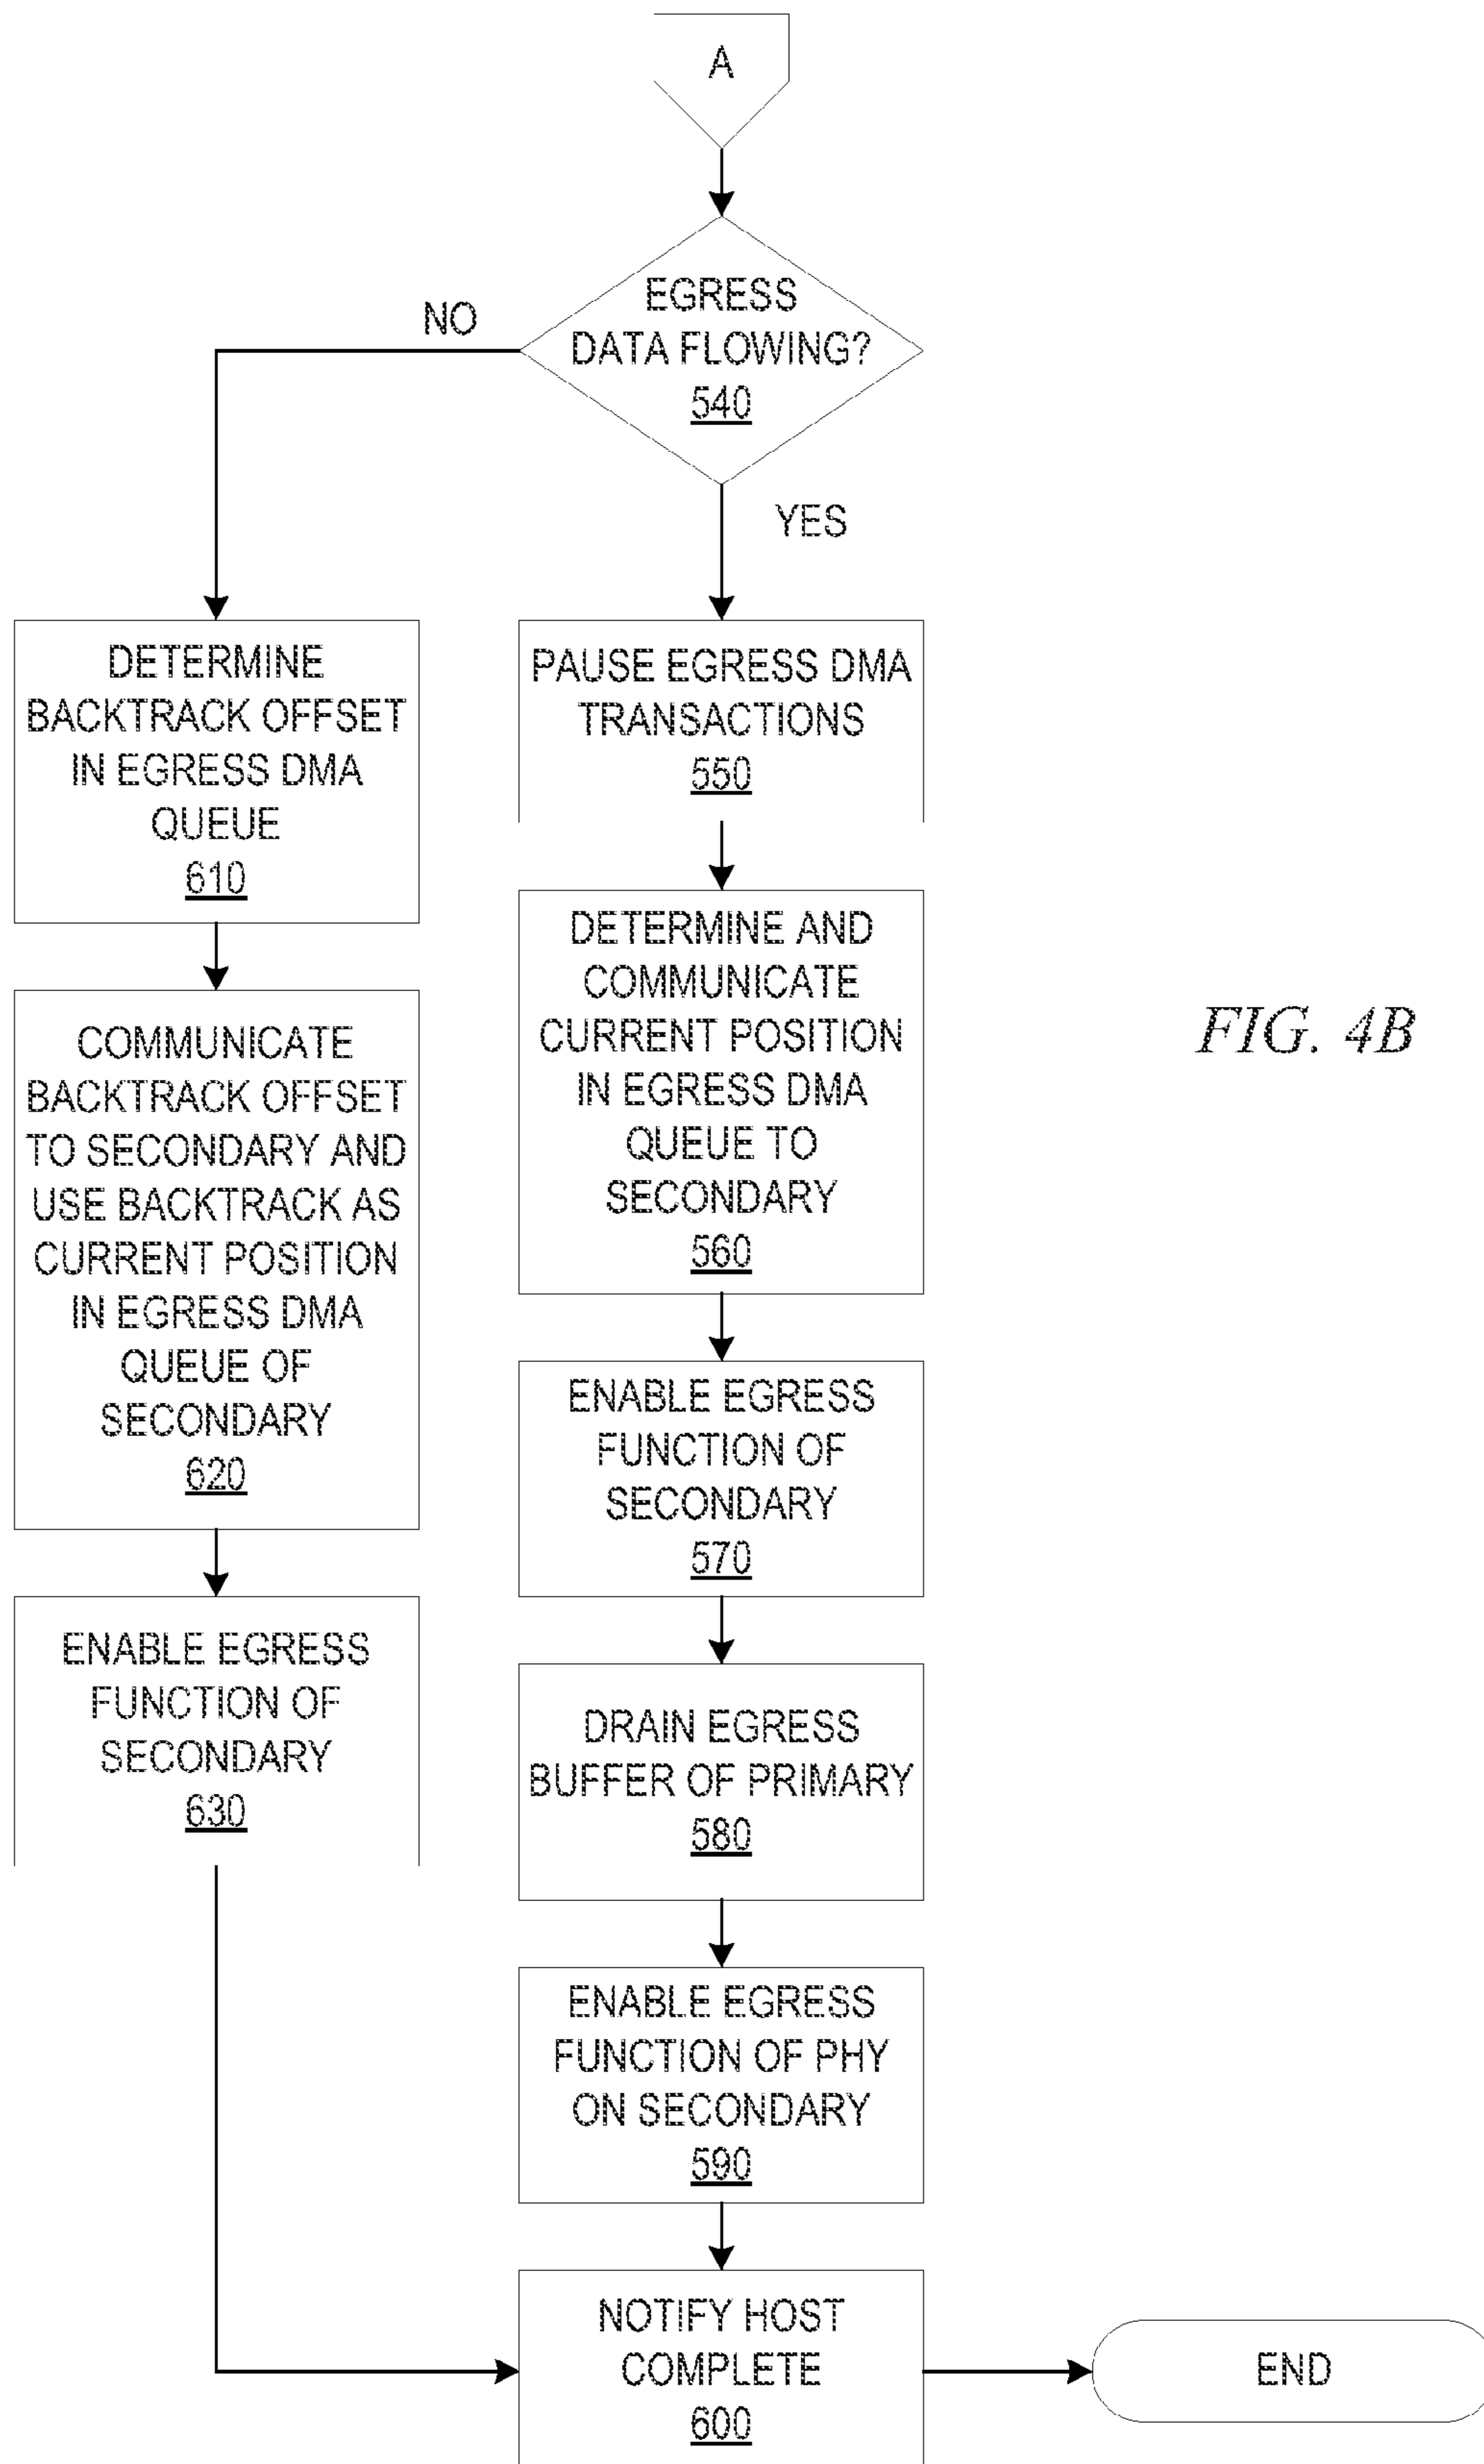 A
EGRESS
DATA FLOWING?
540
NO
YES
DETERMINE
BACKTRACK OFFSET
IN EGRESS DMA
QUEUE
610
COMMUNICATE
BACKTRACK OFFSET
TO SECONDARY AND
USE BACKTRACK AS
CURRENT POSITION
IN EGRESS DMA
QUEUE OF
SECONDARY
620
ENABLE EGRESS
FUNCTION OF
SECONDARY
630
PAUSE EGRESS DMA
TRANSACTIONS
550
DETERMINE AND
COMMUNICATE
CURRENT POSITION
IN EGRESS DMA
QUEUE TO
SECONDARY
560
ENABLE EGRESS
FUNCTION OF
SECONDARY
570
DRAIN EGRESS
BUFFER OF PRIMARY
580
ENABLE EGRESS
FUNCTION OF PHY
ON SECONDARY
590
NOTIFY HOST
COMPLETE
600
END
FIG. 4B